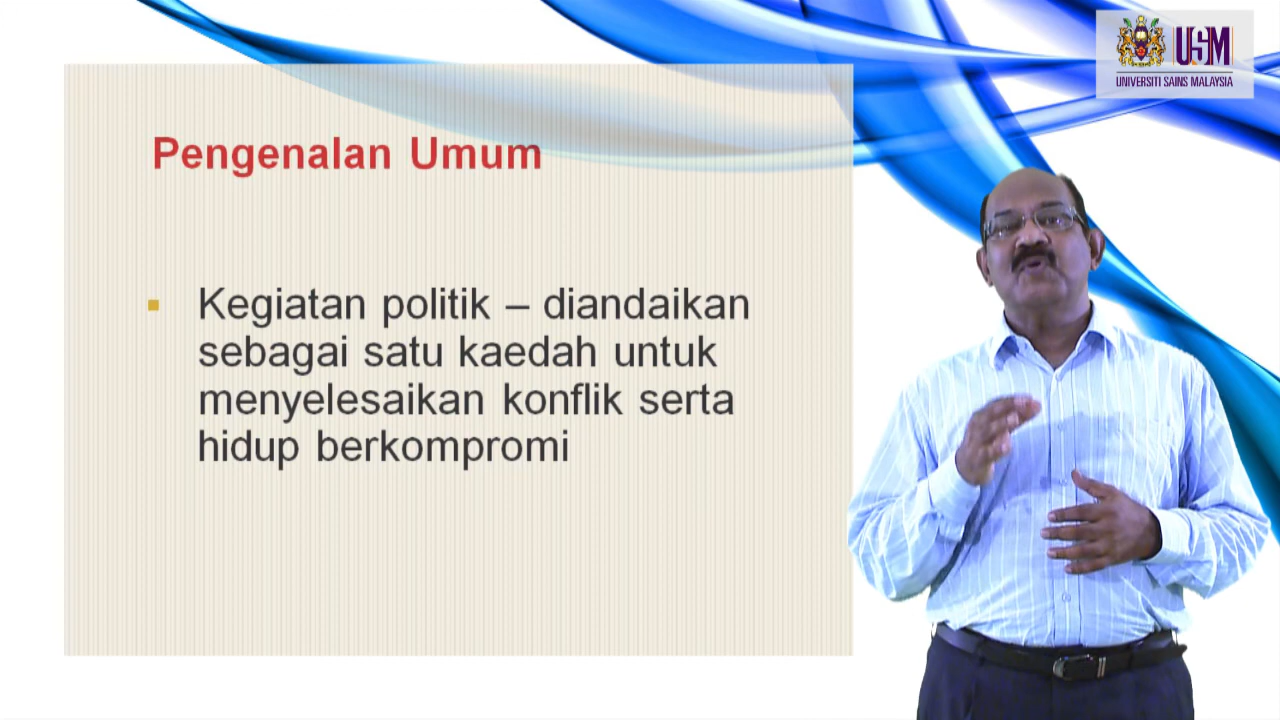 USM
UNIVERSITI SAINS MALAYSIA
Pengenalan Umum
Kegiatan politik – diandaikan
sebagai satu kaedah untuk
menyelesaikan konflik serta
hidup berkompromi